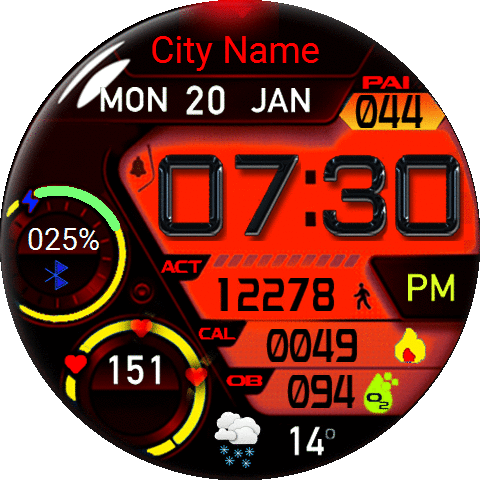 City Name
MON 20 JAN
PAI
044
07:30
025%
ACT
12278
PM
CAL
0049
151
OB
094
O2
14°